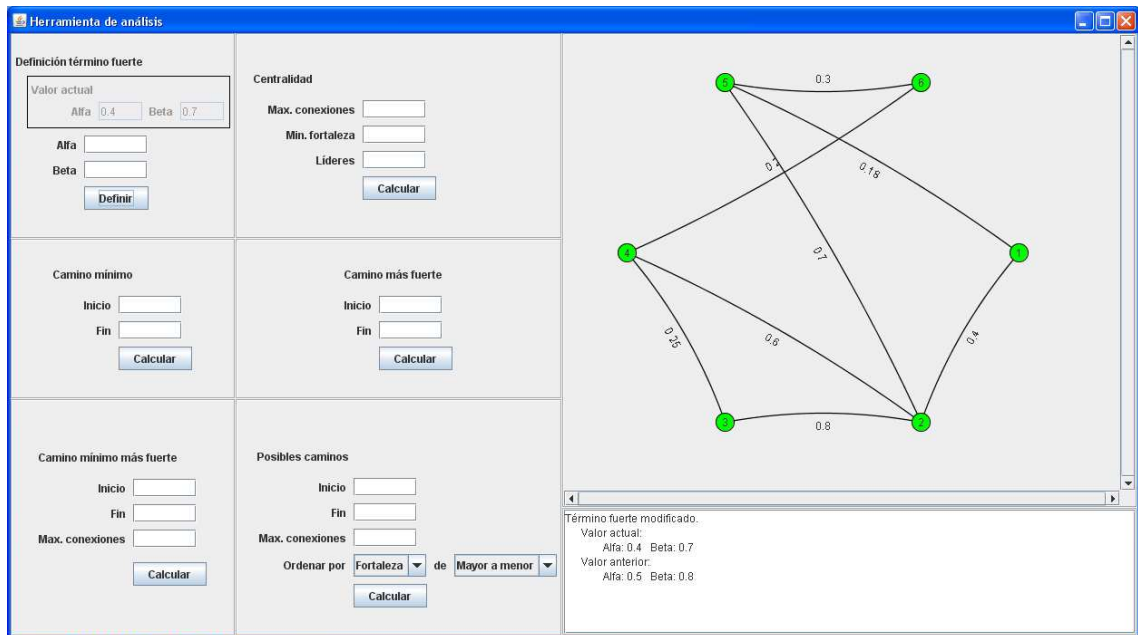 Herramienta de análisis
Definición término fuerte
Valor actual
Alfa 0.4 Beta 0.7
Alfa
Beta
Definir
Centralidad
Max. conexiones
Min. fortaleza
Líderes
Calcular
Camino mínimo
Inicio
Fin
Calcular
Camino más fuerte
Inicio
Fin
Calcular
Camino mínimo más fuerte
Inicio
Fin
Max. conexiones
Calcular
Posibles caminos
Inicio
Fin
Max. conexiones
Ordenar por Fortaleza de Mayor a menor
Calcular
5
0.3
6
0.18
4
0.7
1
0.25
0.6
0.4
3
0.8
2
Término fuerte modificado.
Valor actual:
Alfa: 0.4 Beta: 0.7
Valor anterior:
Alfa: 0.5 Beta: 0.8